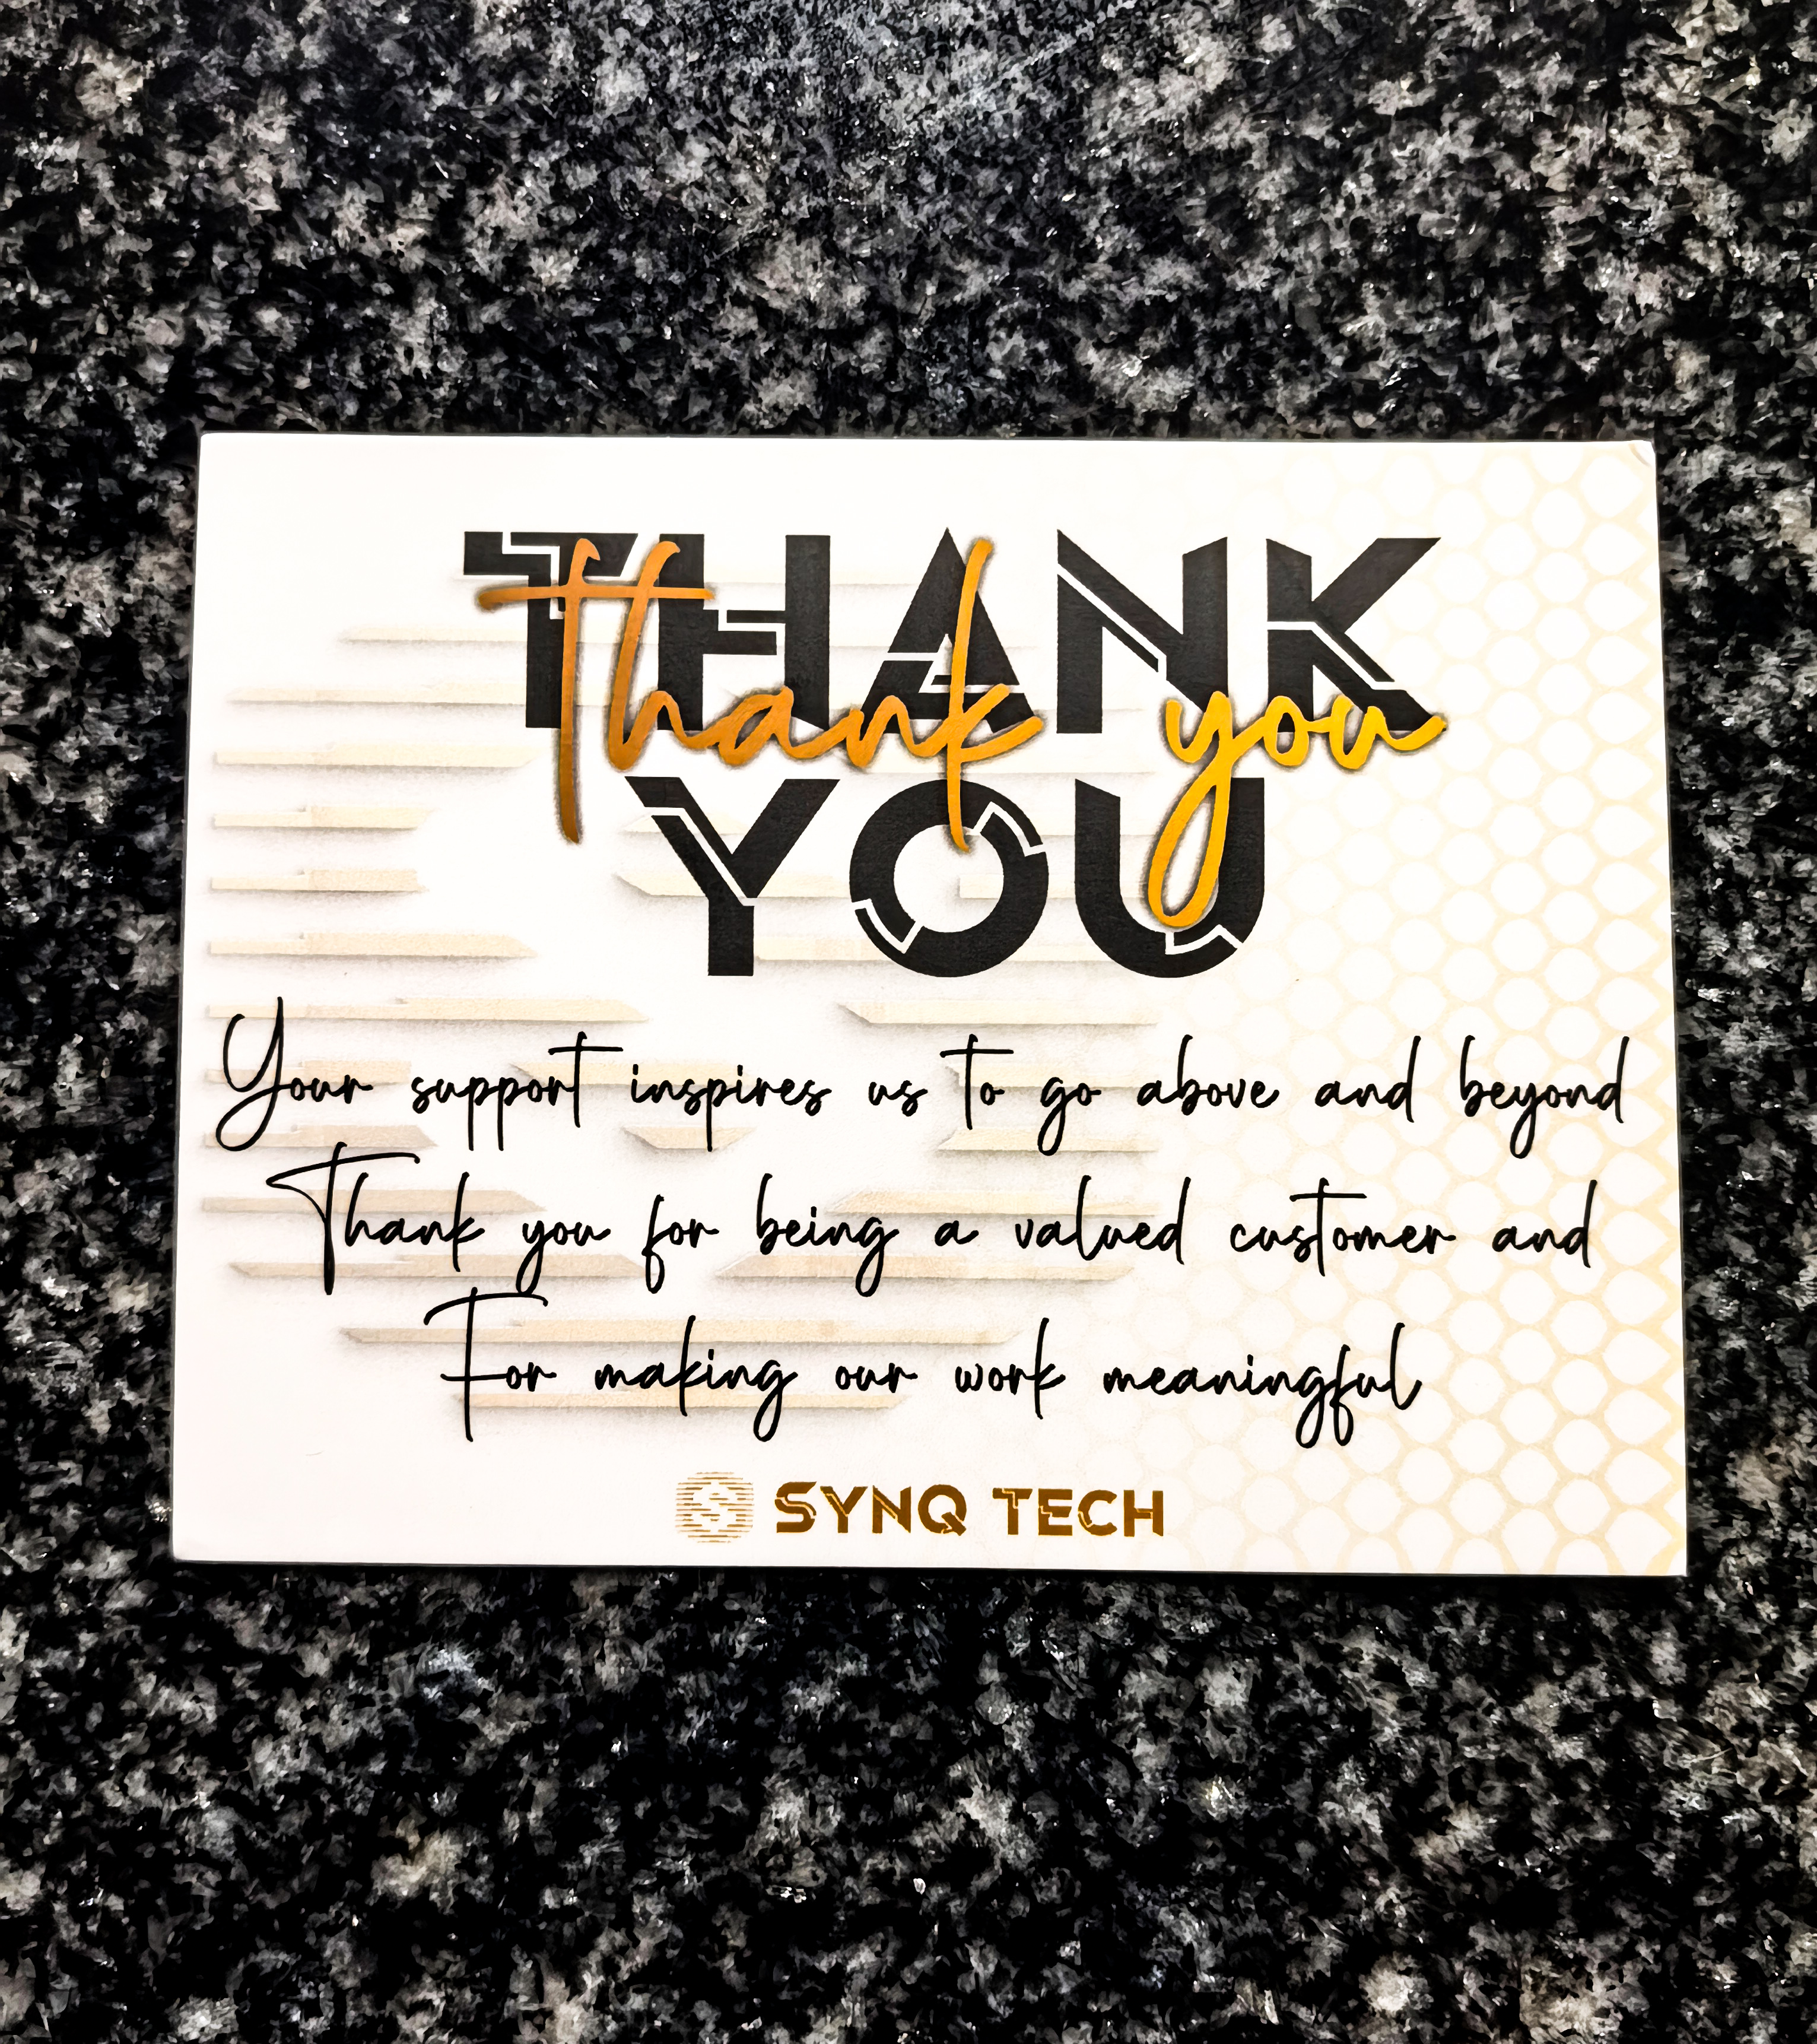 THANK
Thank you
YOU
Your support inspires us to go above and beyond
Thank you for being a valued customer and
For making our work meaningful
S SYNQ TECH